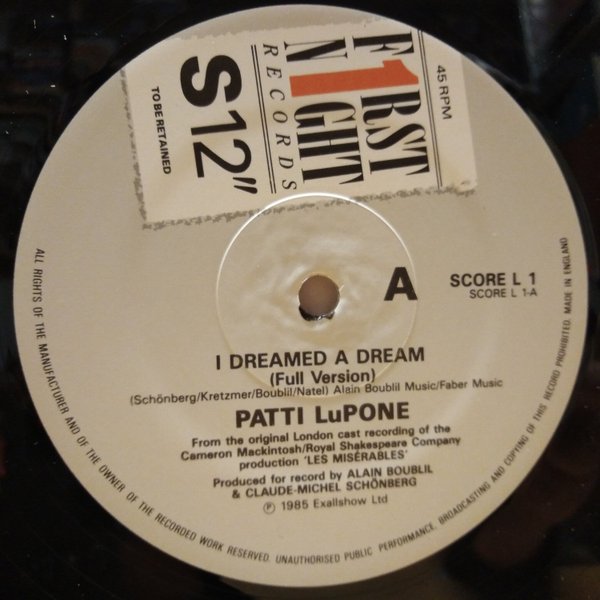 F1RST
N1GHT
RECORDS
S12"
TO BE RETAINED
45 RPM
A
SCORE L 1
SCORE L 1-A
I DREAMED A DREAM
(Full Version)
(Schönberg/Kretzmer/Boublil/Natel) Alain Boublil Music/Faber Music
PATTI LuPONE
From the original London cast recording of the
Cameron Mackintosh/Royal Shakespeare Company
production 'LES MISÉRABLES'
Produced for record by ALAIN BOUBLIL
& CLAUDE-MICHEL SCHÖNBERG
℗ 1985 Exallshow Ltd
ALL RIGHTS OF THE MANUFACTURER AND OF THE OWNER OF THE RECORDED WORK RESERVED. UNAUTHORISED PUBLIC PERFORMANCE, BROADCASTING AND COPYING OF THIS RECORD PROHIBITED. MADE IN ENGLAND